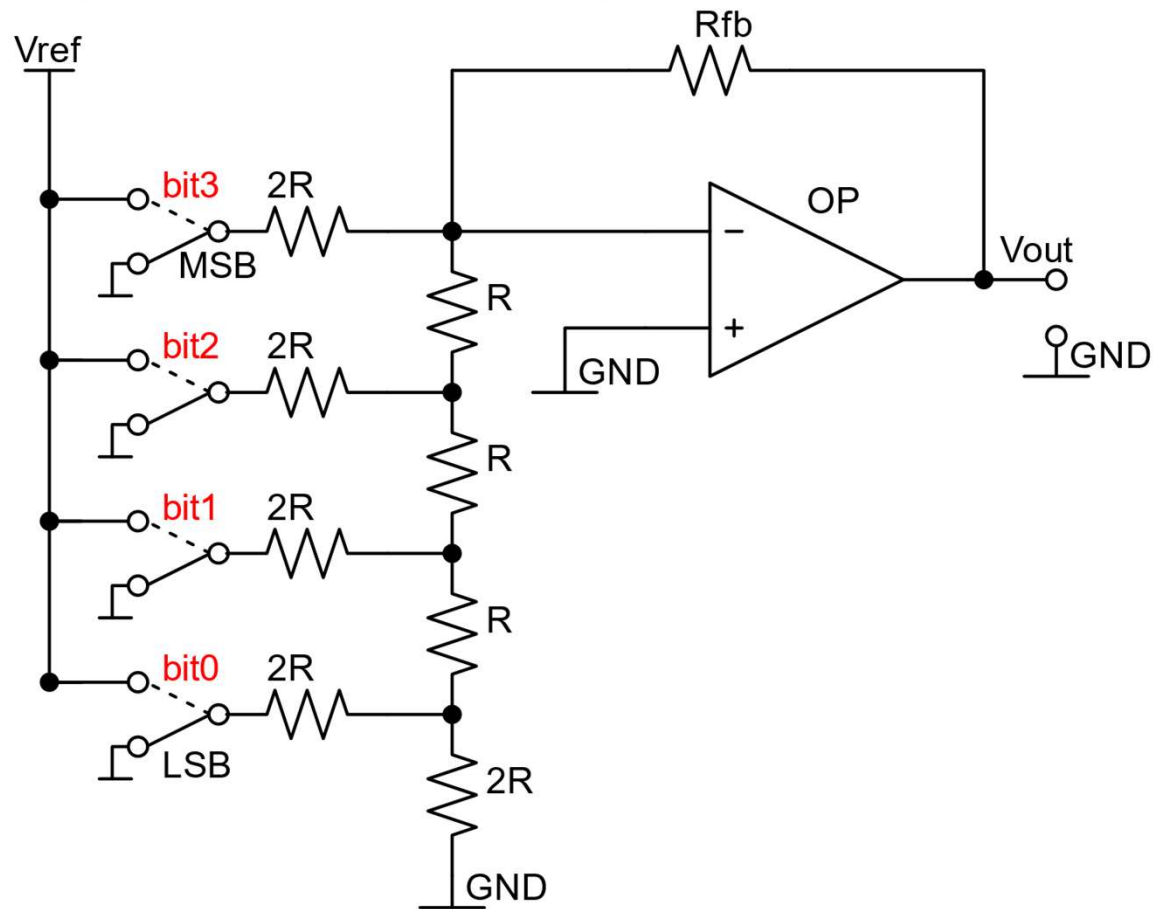 Rfb
Vref
bit3
2R
OP
MSB
−
Vout
R
+
bit2
2R
GND
GND
R
bit1
2R
R
bit0
2R
LSB
2R
GND